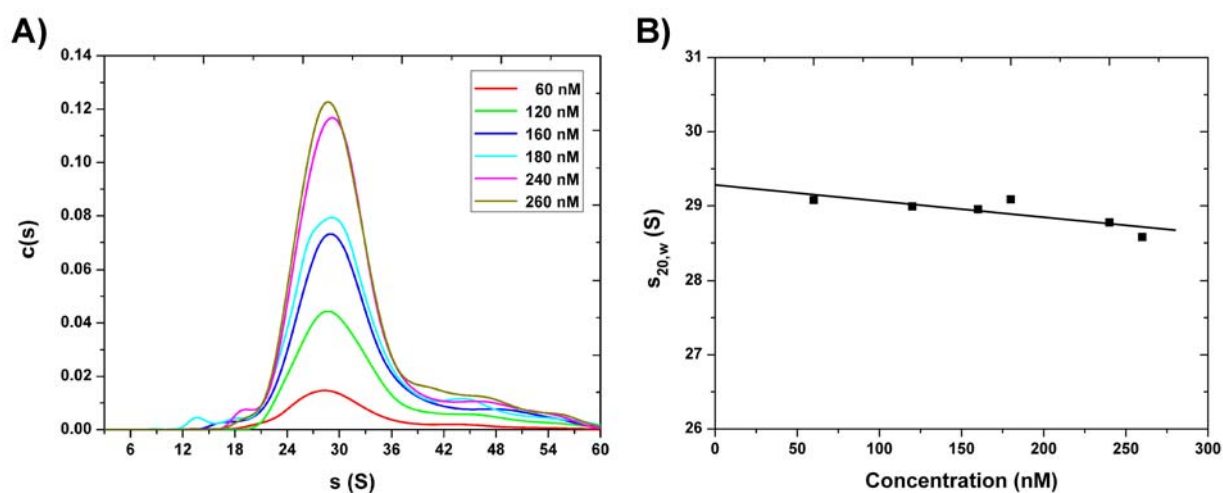 A)
0.14
0.12
0.10
0.08
0.06
0.04
0.02
0.00
c(s)
6 12 18 24 30 36 42 48 54 60
s (S)
60 nM
120 nM
160 nM
180 nM
240 nM
260 nM
B)
31
30
29
28
27
26
s20,w (S)
0 50 100 150 200 250 300
Concentration (nM)